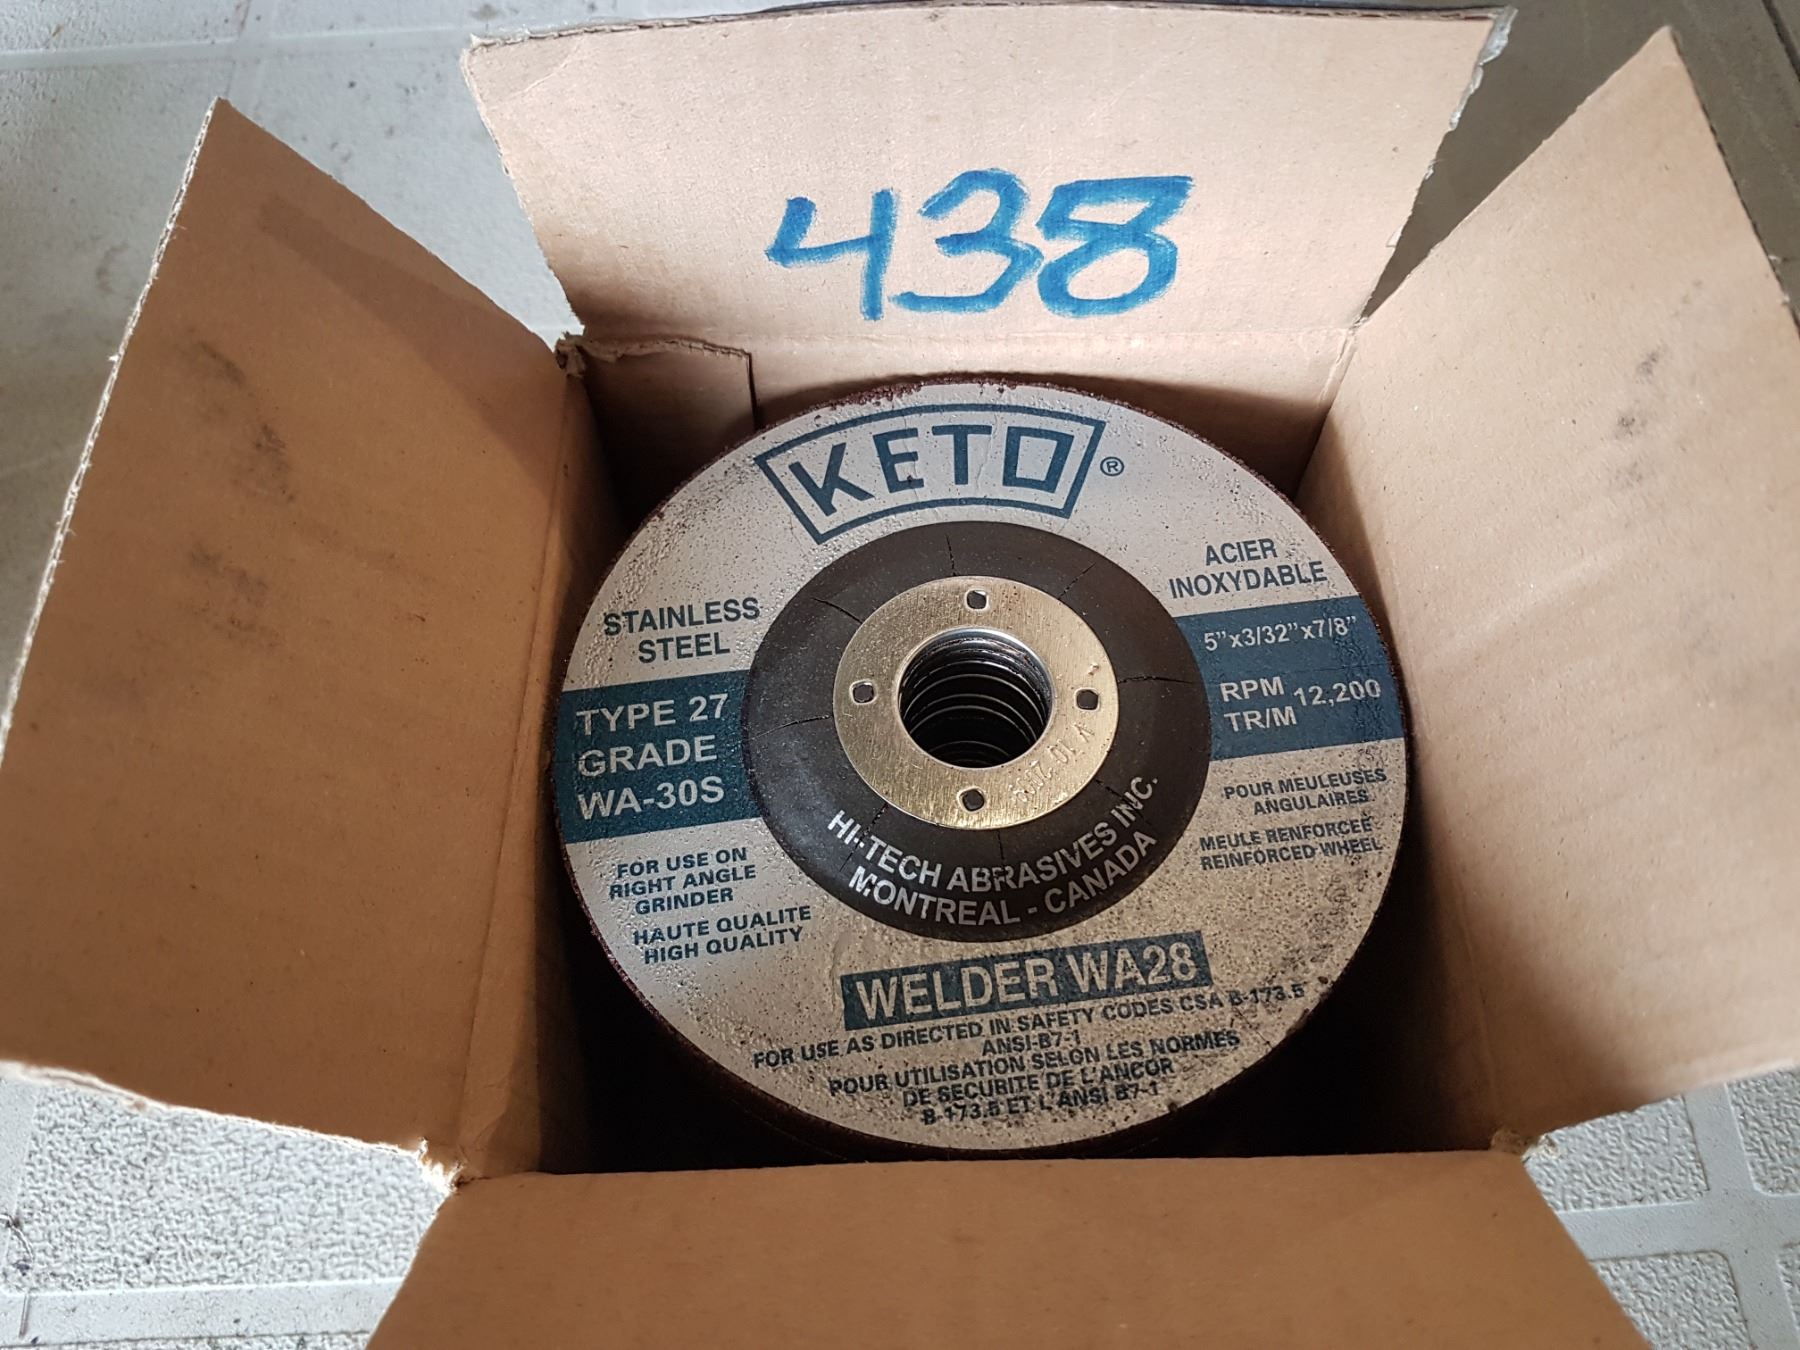 438
KETO ®
STAINLESS
STEEL
TYPE 27
GRADE
WA-30S
FOR USE ON
RIGHT ANGLE
GRINDER
HAUTE QUALITE
HIGH QUALITY
ACIER
INOXYDABLE
5"x3/32"x7/8"
RPM 12,200
TR/M
POUR MEULEUSES
ANGULAIRES
MEULE RENFORCEE
REINFORCED WHEEL
HI-TECH ABRASIVES INC.
MONTREAL - CANADA
WELDER WA28
FOR USE AS DIRECTED IN SAFETY CODES CSA B-173.5
ANSI-B7-1
POUR UTILISATION SELON LES NORMES
DE SECURITE DE L'ANCOR
B-173.5 ET L'ANSI B7-1